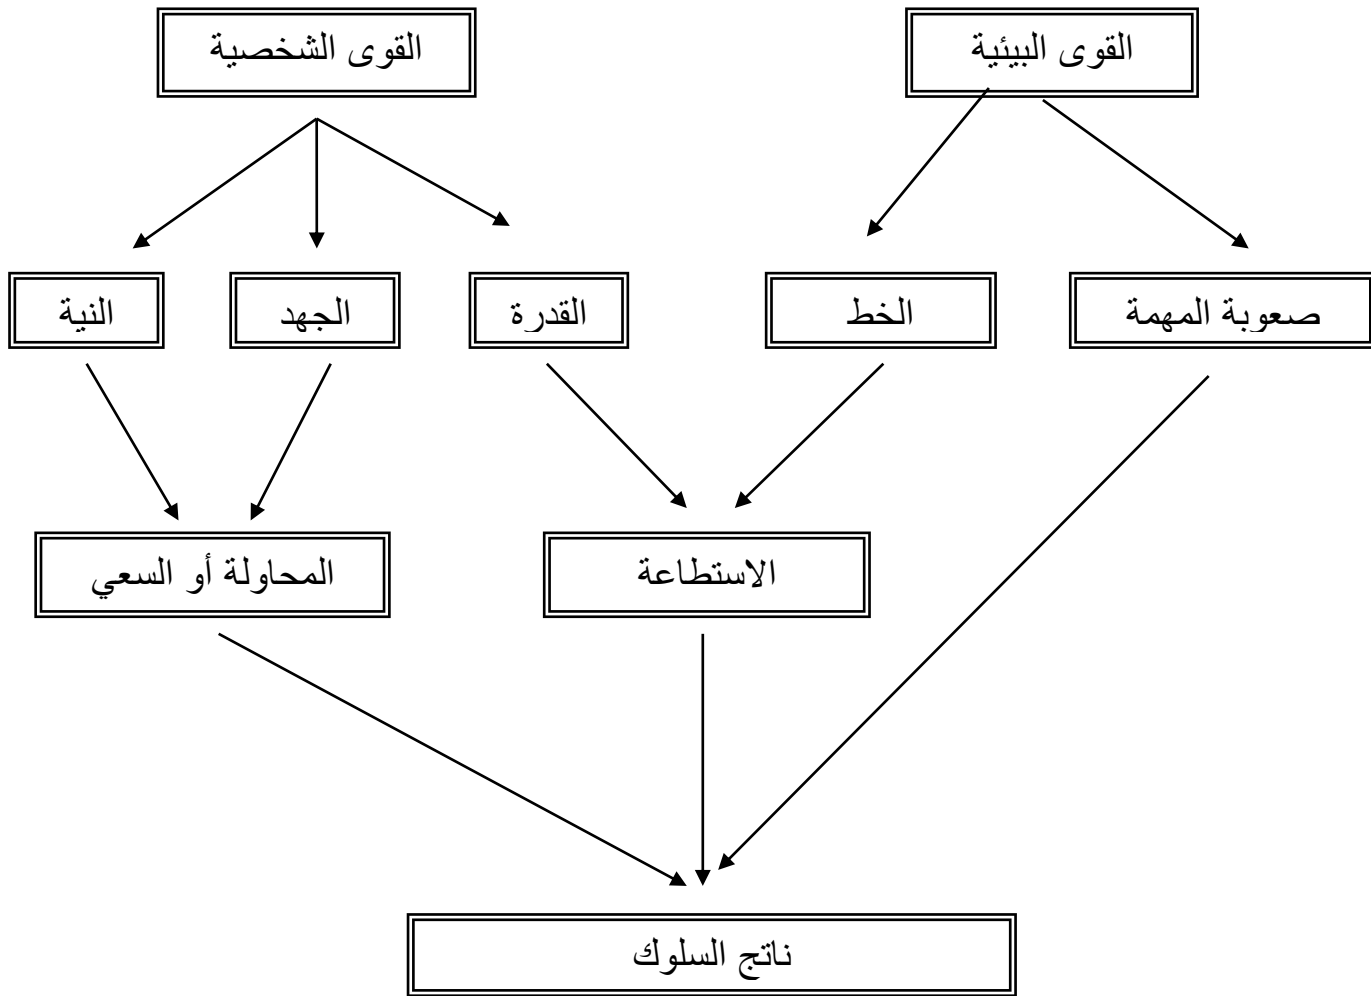 القوى البيئية
القوى الشخصية
صعوبة المهمة
الخط
القدرة
الجهد
النية
الاستطاعة
المحاولة أو السعي
ناتج السلوك